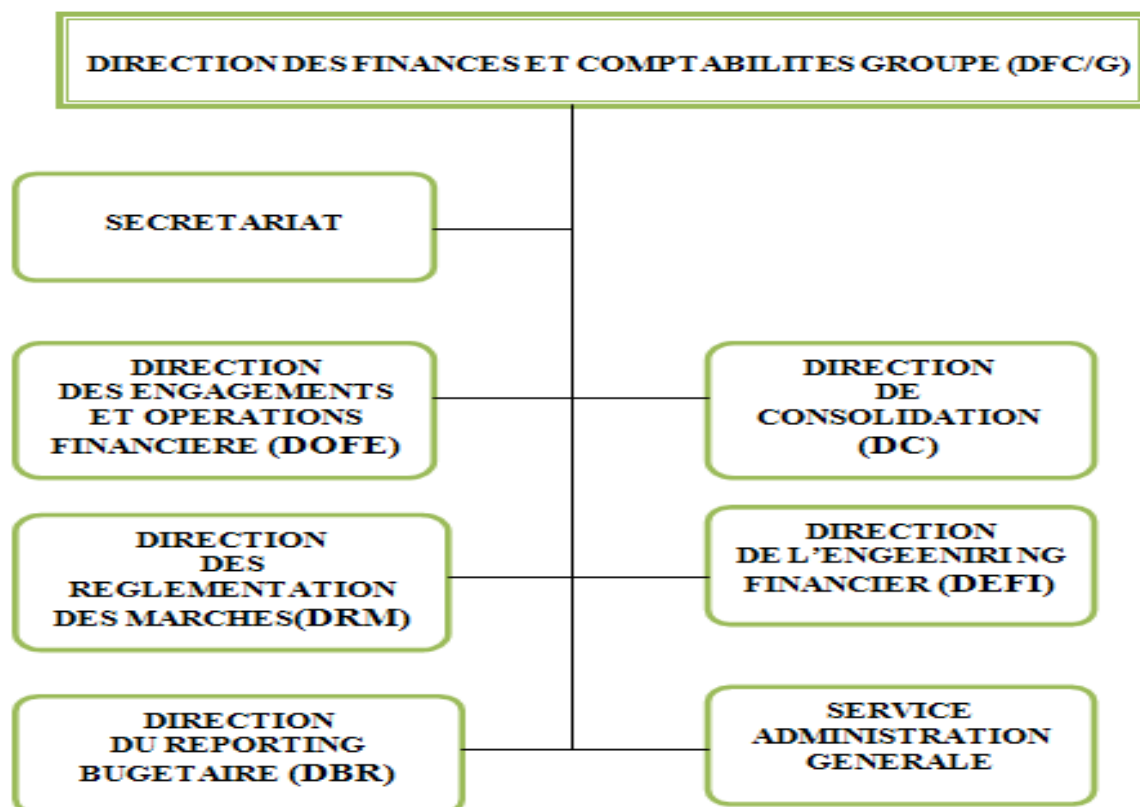 DIRECTION DES FINANCES ET COMPTABILITES GROUPE (DFC/G)
SECRETARIAT
DIRECTION
DES ENGAGEMENTS
ET OPERATIONS
FINANCIERE (DOFE)
DIRECTION
DE
CONSOLIDATION
(DC)
DIRECTION
DES
REGLEMENTATION
DES MARCHES(DRM)
DIRECTION
DE L’ENGEENIRING
FINANCIER (DEFI)
DIRECTION
DU REPORTING
BUGETAIRE (DBR)
SERVICE
ADMINISTRATION
GENERALE